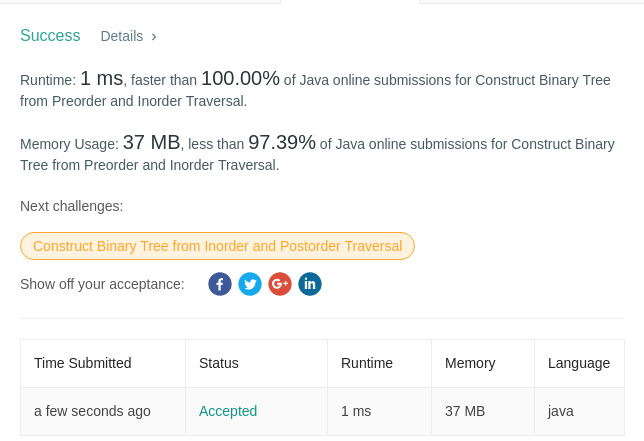 Success Details >
Runtime: 1 ms, faster than 100.00% of Java online submissions for Construct Binary Tree
from Preorder and Inorder Traversal.
Memory Usage: 37 MB, less than 97.39% of Java online submissions for Construct Binary
Tree from Preorder and Inorder Traversal.
Next challenges:
Construct Binary Tree from Inorder and Postorder Traversal
Show off your acceptance: f G+ in
Time Submitted Status Runtime Memory Language
a few seconds ago Accepted 1 ms 37 MB java